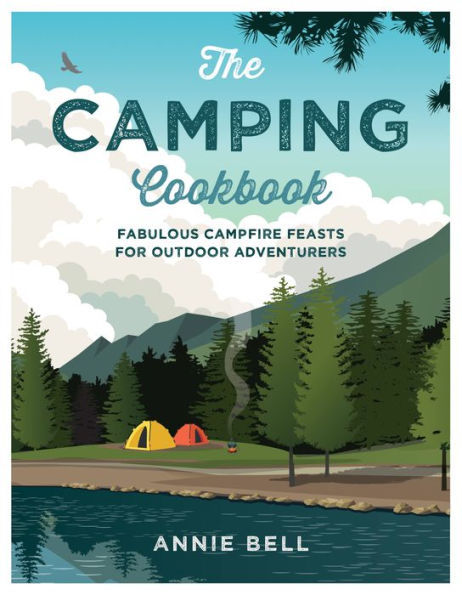 The
CAMPING
Cookbook
FABULOUS CAMPFIRE FEASTS
FOR OUTDOOR ADVENTURERS
ANNIE BELL